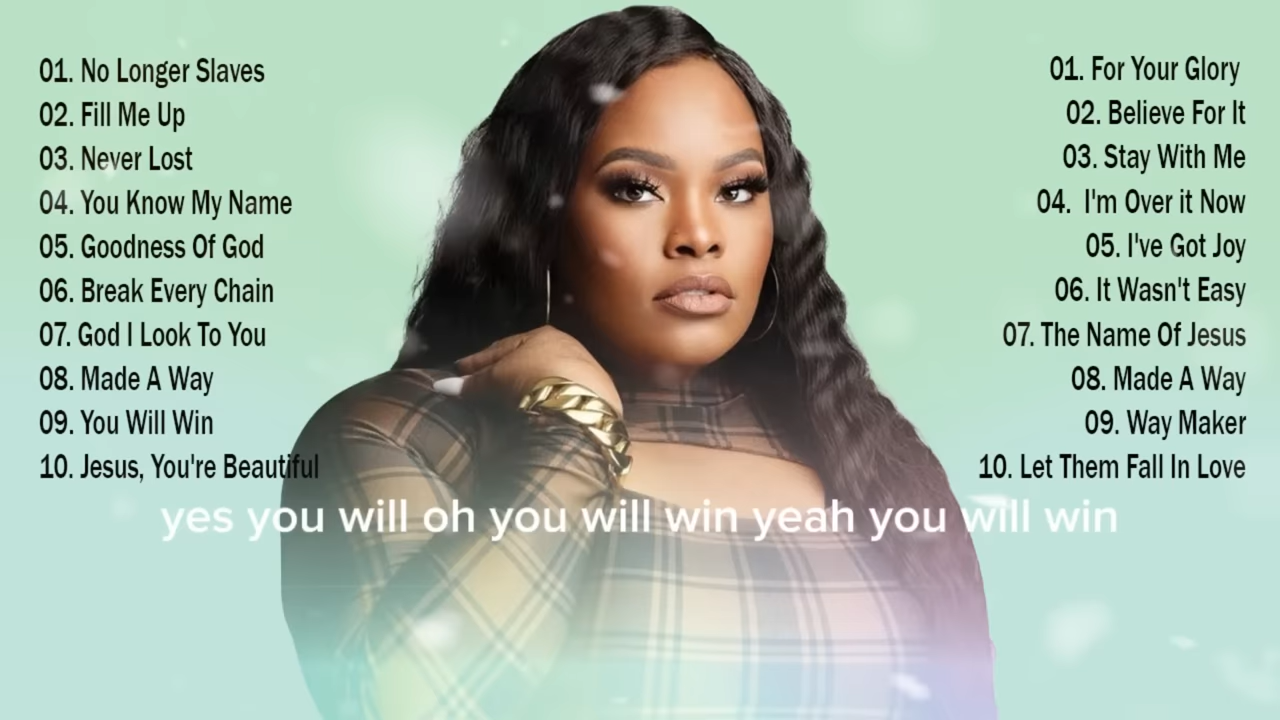 01. No Longer Slaves
02. Fill Me Up
03. Never Lost
04. You Know My Name
05. Goodness Of God
06. Break Every Chain
07. God I Look To You
08. Made A Way
09. You Will Win
10. Jesus, You're Beautiful
01. For Your Glory
02. Believe For It
03. Stay With Me
04. I'm Over it Now
05. I've Got Joy
06. It Wasn't Easy
07. The Name Of Jesus
08. Made A Way
09. Way Maker
10. Let Them Fall In Love
yes you will oh you will win yeah you will win